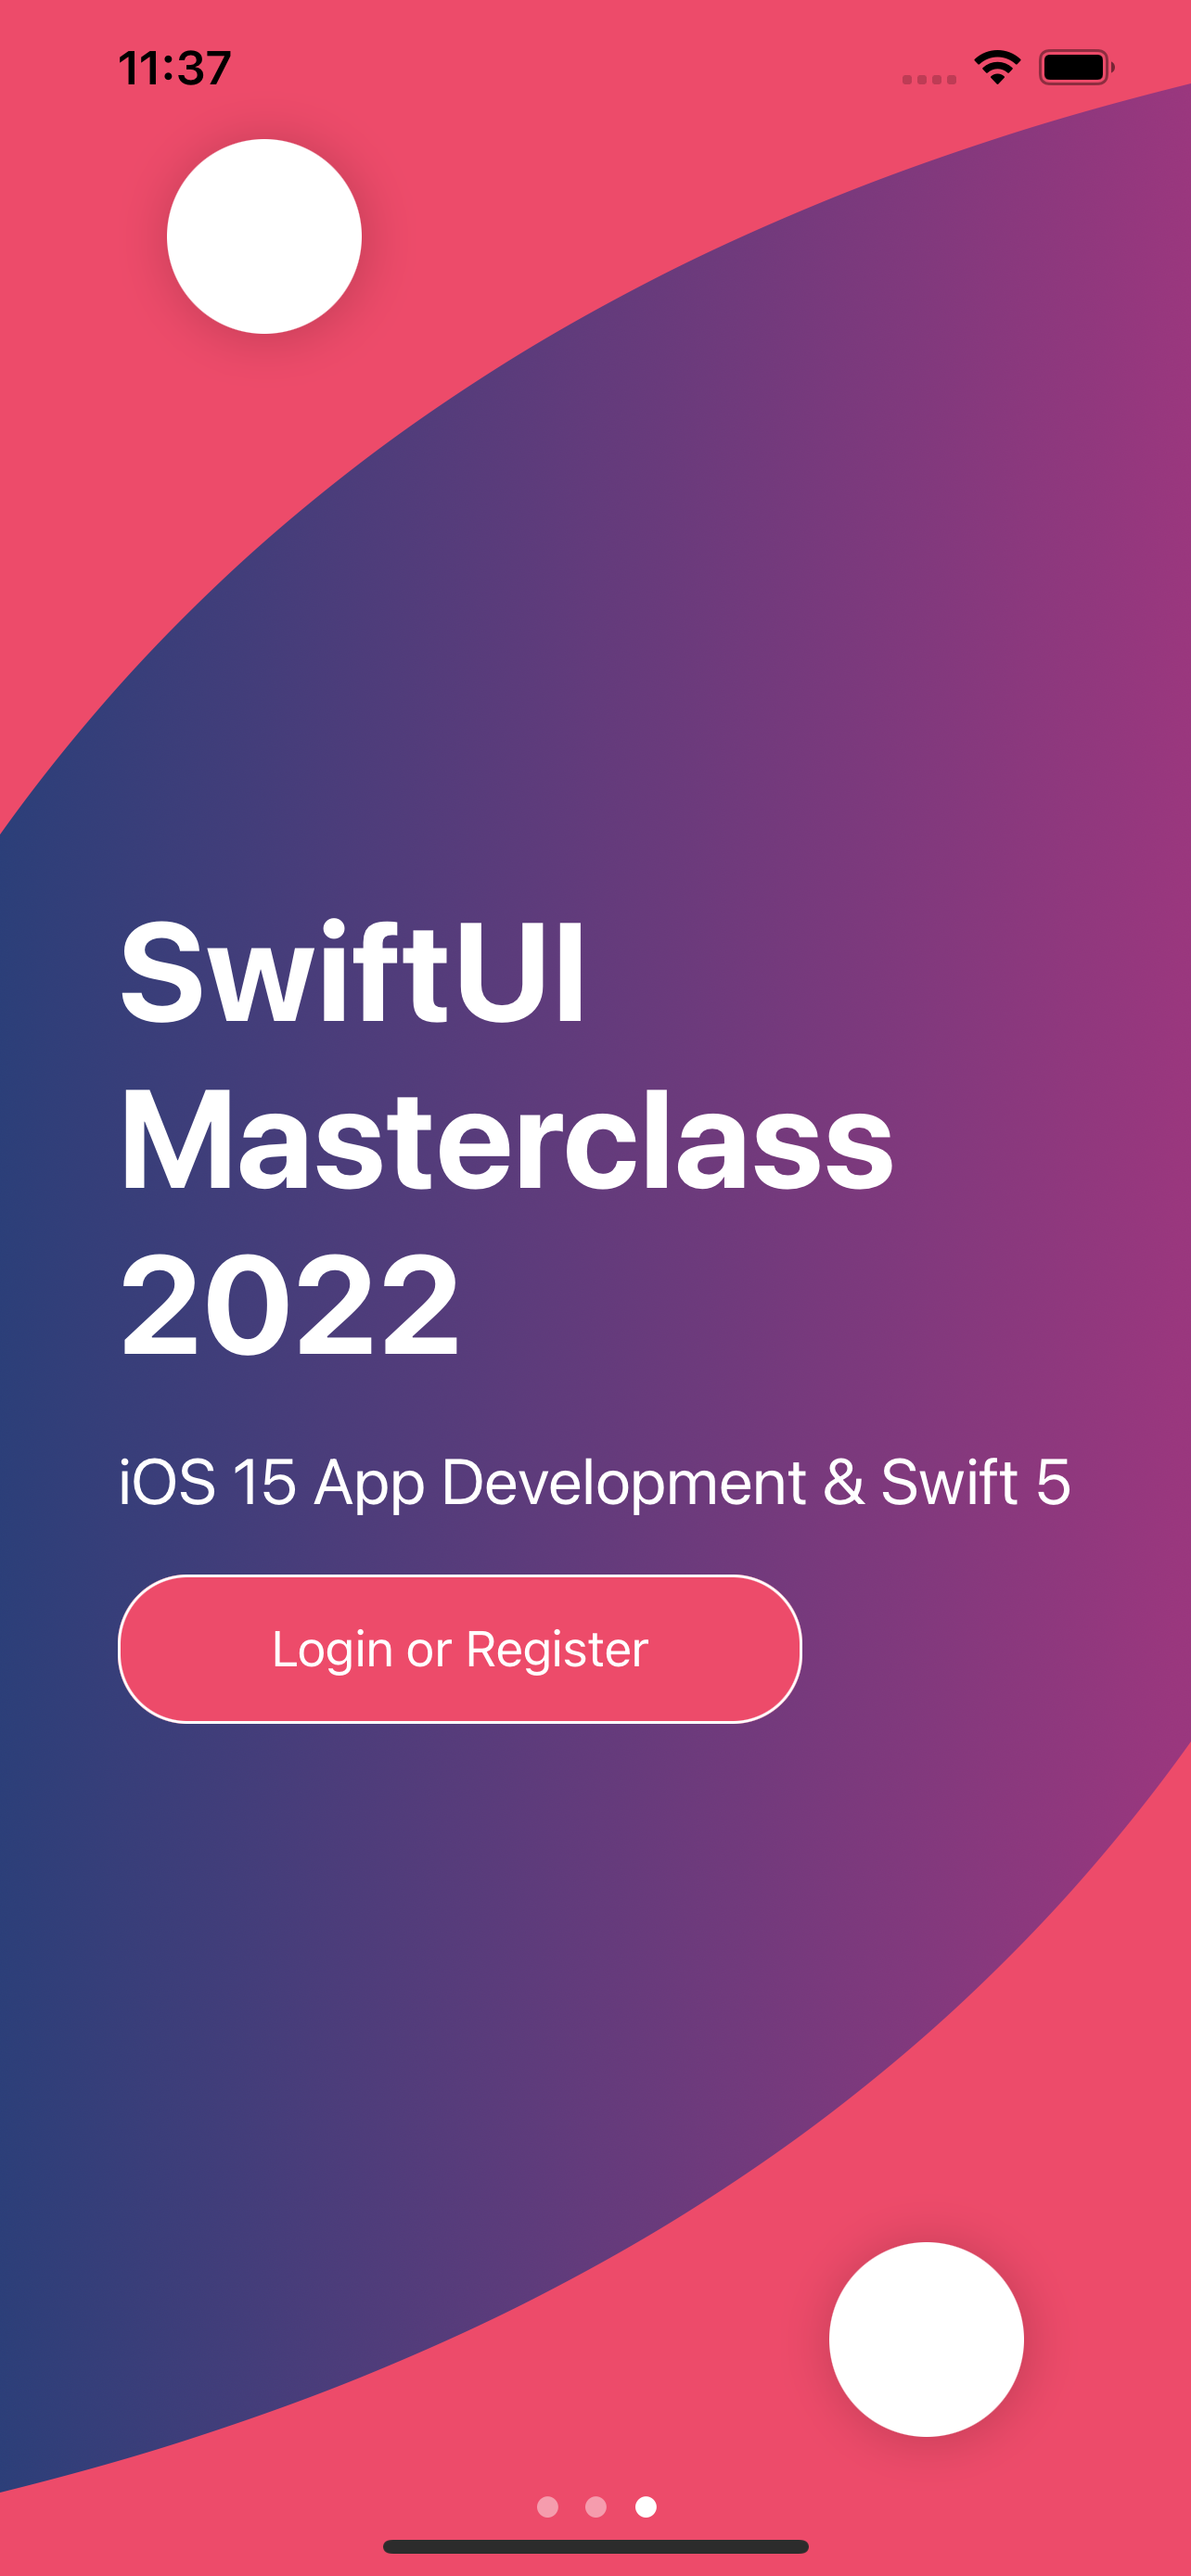 11:37
SwiftUI
Masterclass
2022
iOS 15 App Development & Swift 5
Login or Register